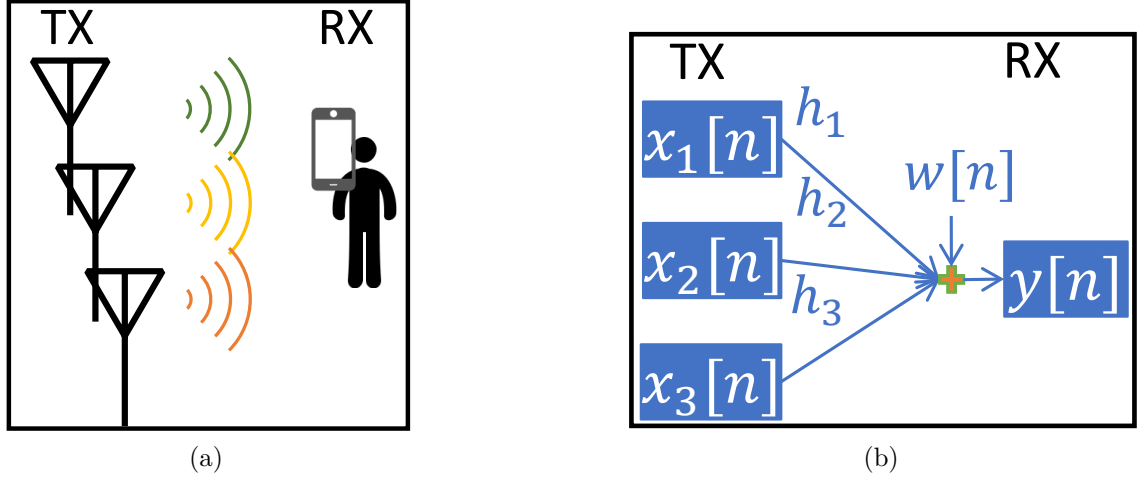 TX RX
(a)
TX RX
x₁[n]
h₁
h₂
w[n]
x₂[n]
h₃
y[n]
x₃[n]
(b)